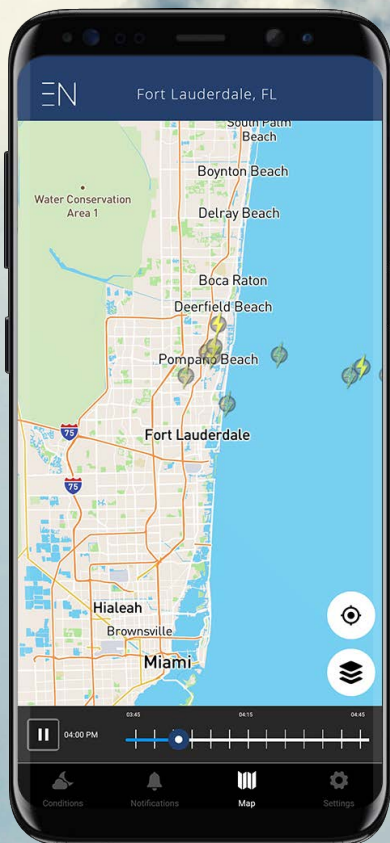 EN
Fort Lauderdale, FL
South Palm
Beach
Boynton Beach
Water Conservation
Area 1
Delray Beach
Boca Raton
Deerfield Beach
Pompano Beach
75
Fort Lauderdale
75
Hialeah
Brownsville
Miami
03:45 04:15 04:45
04:00 PM
Conditions Notifications Map Settings